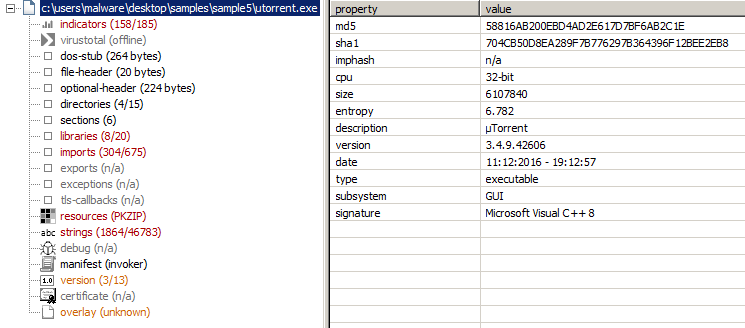 c:\users\malware\desktop\samples\sample5\utorrent.exe
indicators (158/185)
virustotal (offline)
dos-stub (264 bytes)
file-header (20 bytes)
optional-header (224 bytes)
directories (4/15)
sections (6)
libraries (8/20)
imports (304/675)
exports (n/a)
exceptions (n/a)
tls-callbacks (n/a)
resources (PKZIP)
abc strings (1864/46783)
debug (n/a)
manifest (invoker)
1.0 version (3/13)
certificate (n/a)
overlay (unknown)
property value
md5 58816AB200EBD4AD2E617D7BF6AB2C1E
sha1 704CB50D8EA289F7B776297B364396F12BEE2EB8
imphash n/a
cpu 32-bit
size 6107840
entropy 6.782
description µTorrent
version 3.4.9.42606
date 11:12:2016 - 19:12:57
type executable
subsystem GUI
signature Microsoft Visual C++ 8